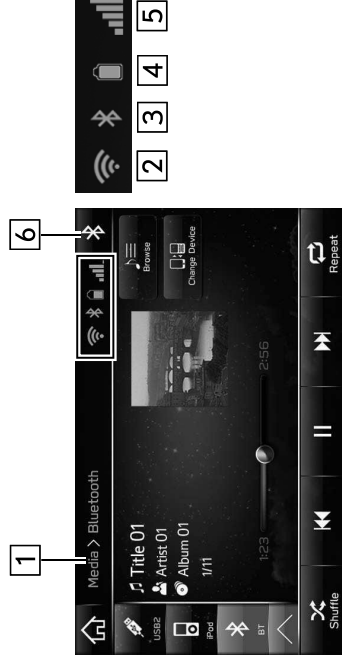 1
6
Media > Bluetooth
USB2
iPod
BT
Title 01
Artist 01
Album 01
1/11
Browse
Change Device
1:23
2:56
Shuffle
Repeat
2
3
4
5